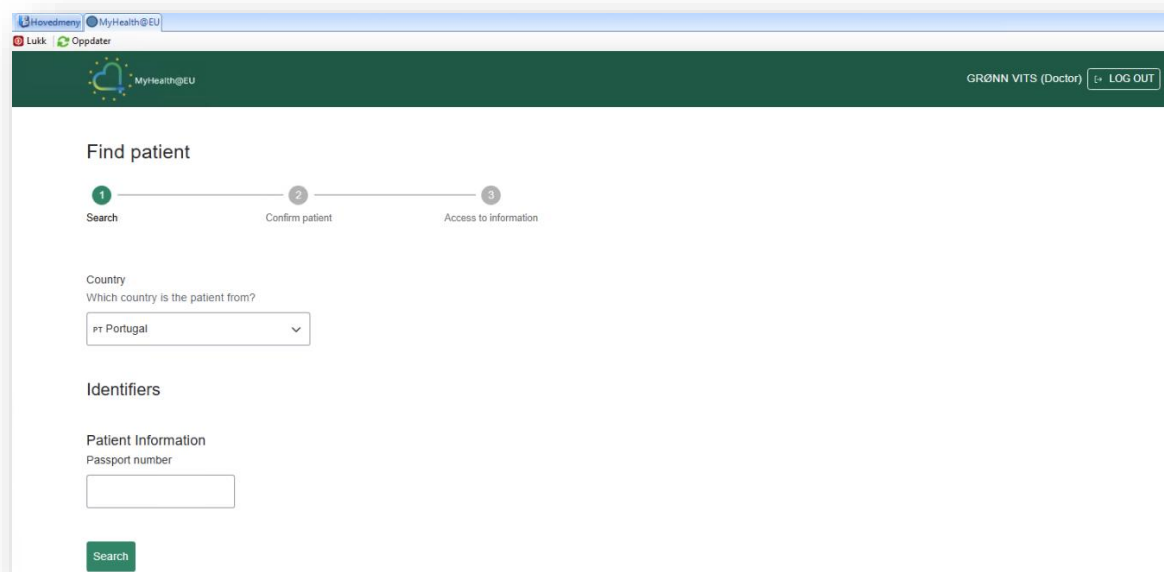 Hovedmeny MyHealth@EU
Lukk Oppdater
MyHealth@EU GRØNN VITS (Doctor) LOG OUT
Find patient
1 2 3
Search Confirm patient Access to information
Country
Which country is the patient from?
PT Portugal
Identifiers
Patient Information
Passport number
Search